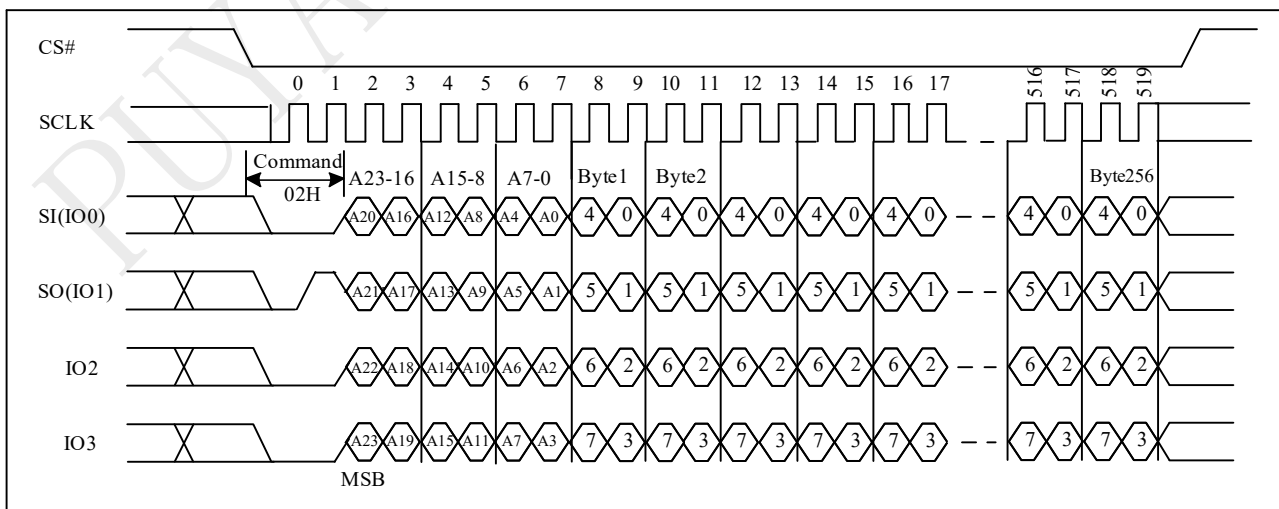 PUYA
CS#
0 1 2 3 4 5 6 7 8 9 10 11 12 13 14 15 16 17 516 517 518 519
SCLK
Command A23-16 A15-8 A7-0 Byte1 Byte2 Byte256
02H
SI(IO0) A20 A16 A12 A8 A4 A0 4 0 4 0 4 0 4 0 4 0 4 0 4 0
SO(IO1) A21 A17 A13 A9 A5 A1 5 1 5 1 5 1 5 1 5 1 5 1 5 1
IO2 A22 A18 A14 A10 A6 A2 6 2 6 2 6 2 6 2 6 2 6 2 6 2
IO3 A23 A19 A15 A11 A7 A3 7 3 7 3 7 3 7 3 7 3 7 3 7 3
MSB